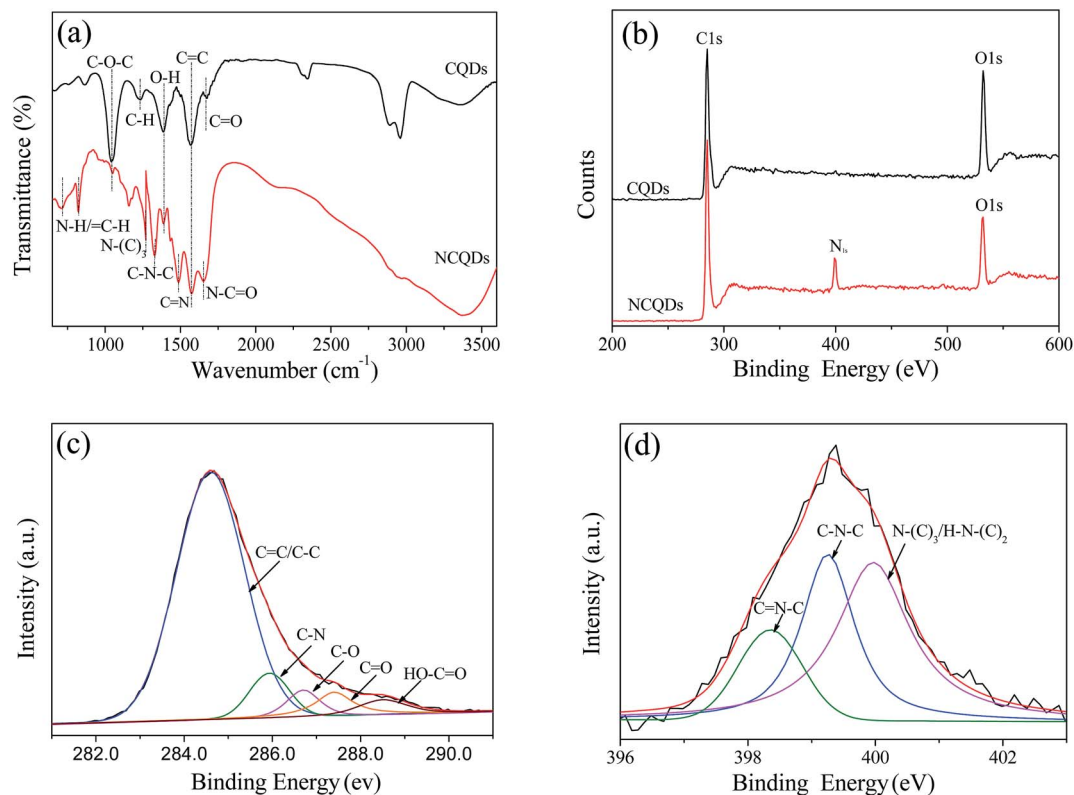 (a)
C-O-C
O-H
C=C
C-H
C=O
CQDs
N-H/=C-H
N-(C)3
C-N-C
C=N
N-C=O
NCQDs
Transmittance (%)
1000 1500 2000 2500 3000 3500
Wavenumber (cm-1)
(b)
C1s
O1s
CQDs
O1s
N1s
NCQDs
Counts
200 300 400 500 600
Binding Energy (eV)
(c)
C=C/C-C
C-N
C-O
C=O
HO-C=O
Intensity (a.u.)
282.0 284.0 286.0 288.0 290.0
Binding Energy (ev)
(d)
C-N-C
N-(C)3/H-N-(C)2
C=N-C
Intensity (a.u.)
396 398 400 402
Binding Energy (eV)